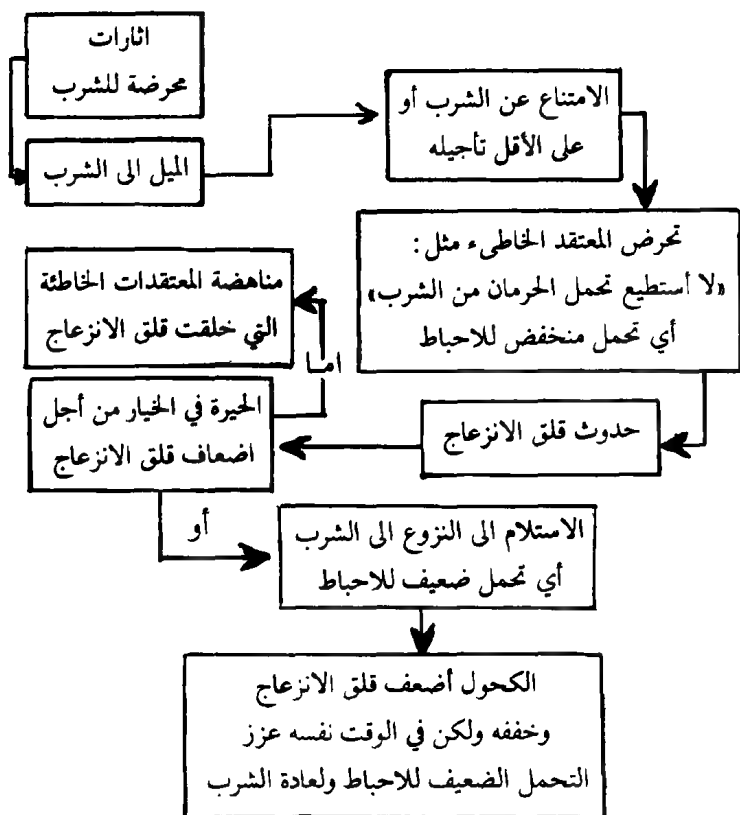 اثارات
محرضة للشرب
الميل الى الشرب
الامتناع عن الشرب أو
على الأقل تأجيله
تحرض المعتقد الخاطىء مثل :
«لا أستطيع تحمل الحرمان من الشرب»
أي تحمل منخفض للاحباط
حدوث قلق الانزعاج
الحيرة في الخيار من أجل
اضعاف قلق الانزعاج
اما
مناهضة المعتقدات الخاطئة
التي خلقت قلق الانزعاج
أو
الاستلام الى النزوع الى الشرب
أي تحمل ضعيف للاحباط
الكحول أضعف قلق الانزعاج
وخففه ولكن في الوقت نفسه عزز
التحمل الضعيف للاحباط ولعادة الشرب